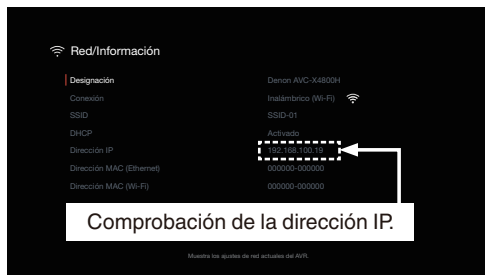 Red/Información
Designación Denon AVC-X4800H
Conexión Inalámbrico (Wi-Fi)
SSID SSID-01
DHCP Activado
Dirección IP 192.168.100.19
Dirección MAC (Ethernet) 000000-000000
Dirección MAC (Wi-Fi) 000000-000000
Comprobación de la dirección IP.
Muestra los ajustes de red actuales del AVR.